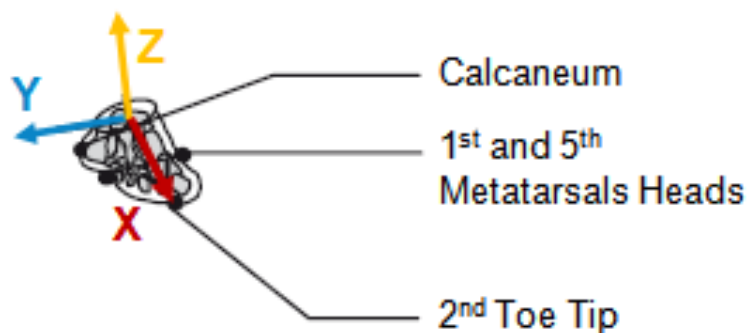 Z
Y
X
Calcaneum
1st and 5th
Metatarsals Heads
2nd Toe Tip